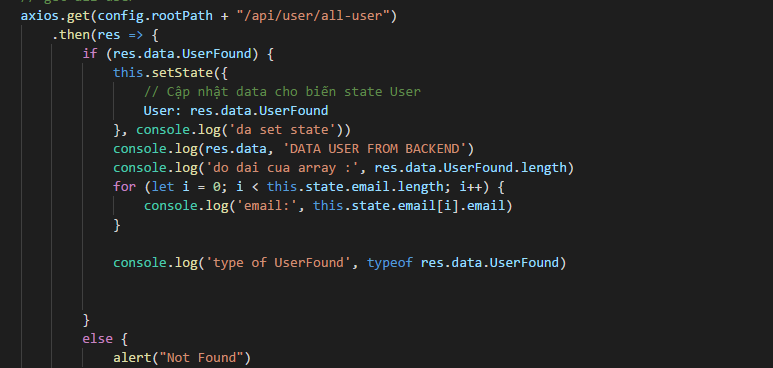 axios.get(config.rootPath + "/api/user/all-user")
.then(res => {
if (res.data.UserFound) {
this.setState({
// Cập nhật data cho biến state User
User: res.data.UserFound
}, console.log('da set state'))
console.log(res.data, 'DATA USER FROM BACKEND')
console.log('do dai cua array :', res.data.UserFound.length)
for (let i = 0; i < this.state.email.length; i++) {
console.log('email:', this.state.email[i].email)
}
console.log('type of UserFound', typeof res.data.UserFound)
}
else {
alert("Not Found")